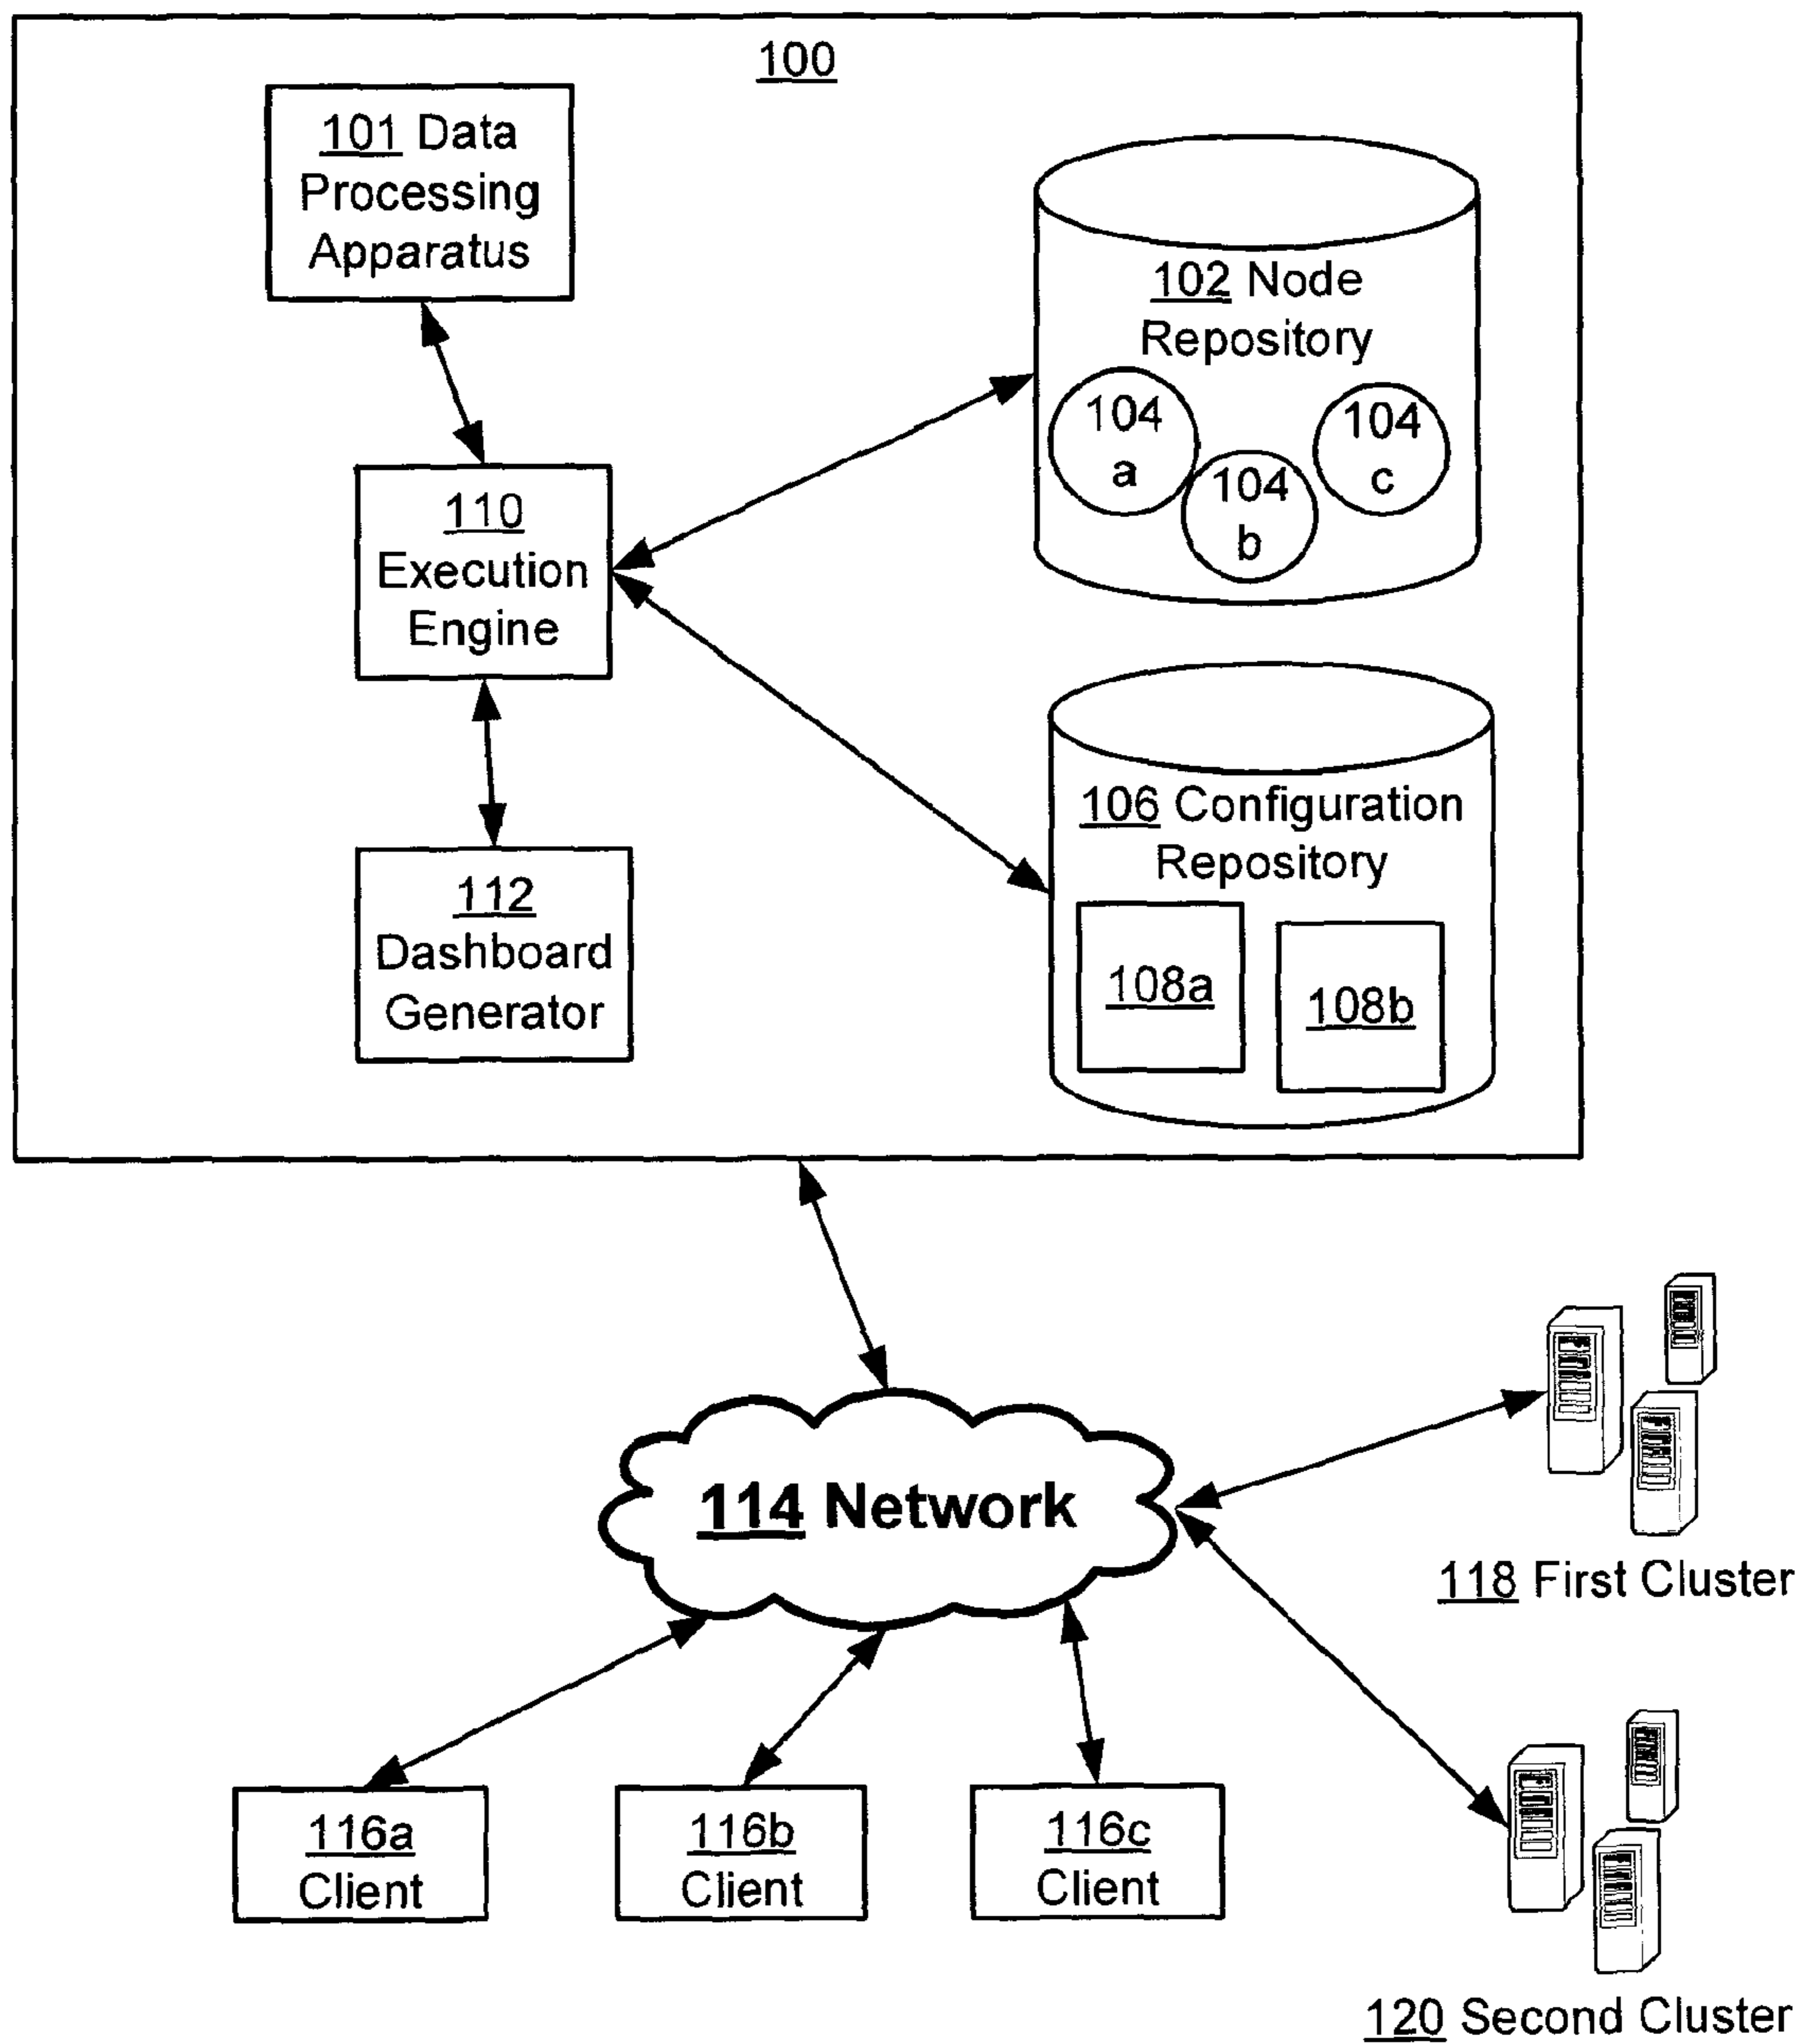 100
101 Data
Processing
Apparatus
102 Node
Repository
104
a
104
b
104
c
110
Execution
Engine
106 Configuration
Repository
108a
108b
112
Dashboard
Generator
114 Network
118 First Cluster
116a
Client
116b
Client
116c
Client
120 Second Cluster